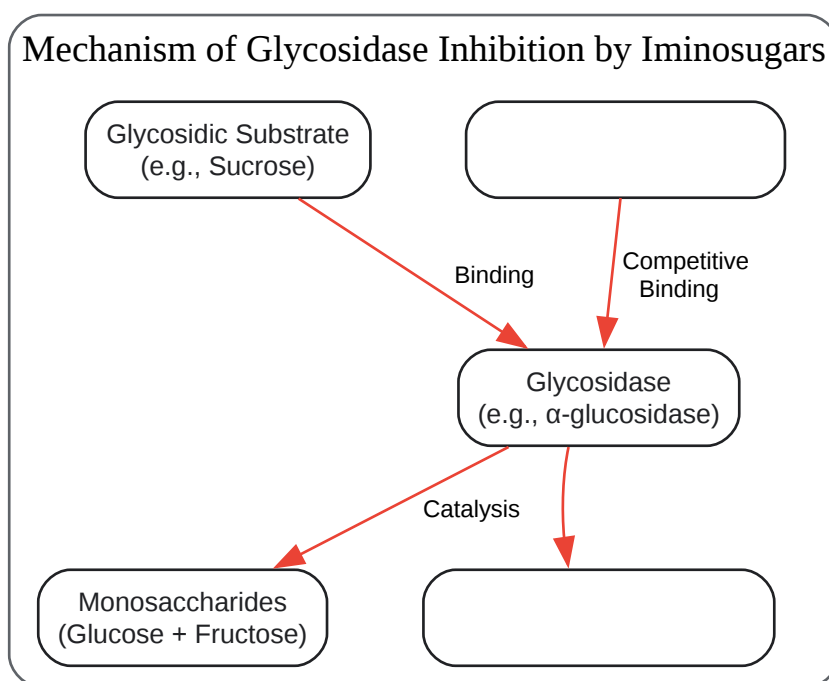 Mechanism of Glycosidase Inhibition by Iminosugars
Glycosidic Substrate
(e.g., Sucrose)
Binding
Competitive
Binding
Glycosidase
(e.g., α-glucosidase)
Catalysis
Monosaccharides
(Glucose + Fructose)